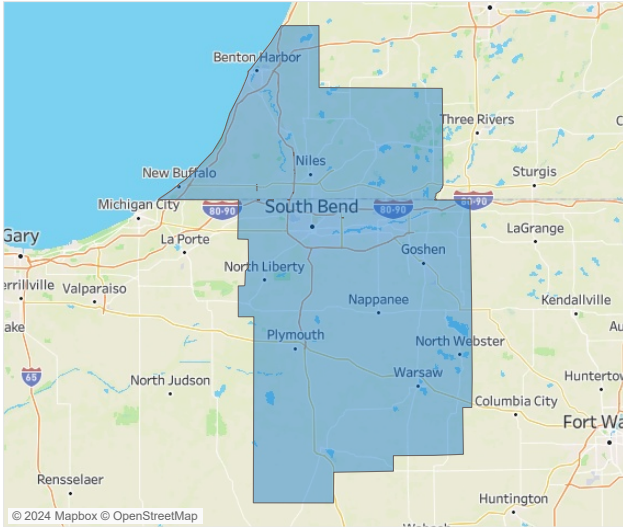 Benton Harbor
Three Rivers
C
Niles
New Buffalo
Sturgis
Michigan City
80-90
South Bend
80-90
80-90
Gary
La Porte
LaGrange
Goshen
North Liberty
errillville
Valparaiso
Nappanee
Kendallville
ake
Au
Plymouth
North Webster
65
North Judson
Warsaw
Huntertow
Columbia City
Fort Wa
Rensselaer
Huntington
© 2024 Mapbox © OpenStreetMap
Wabash